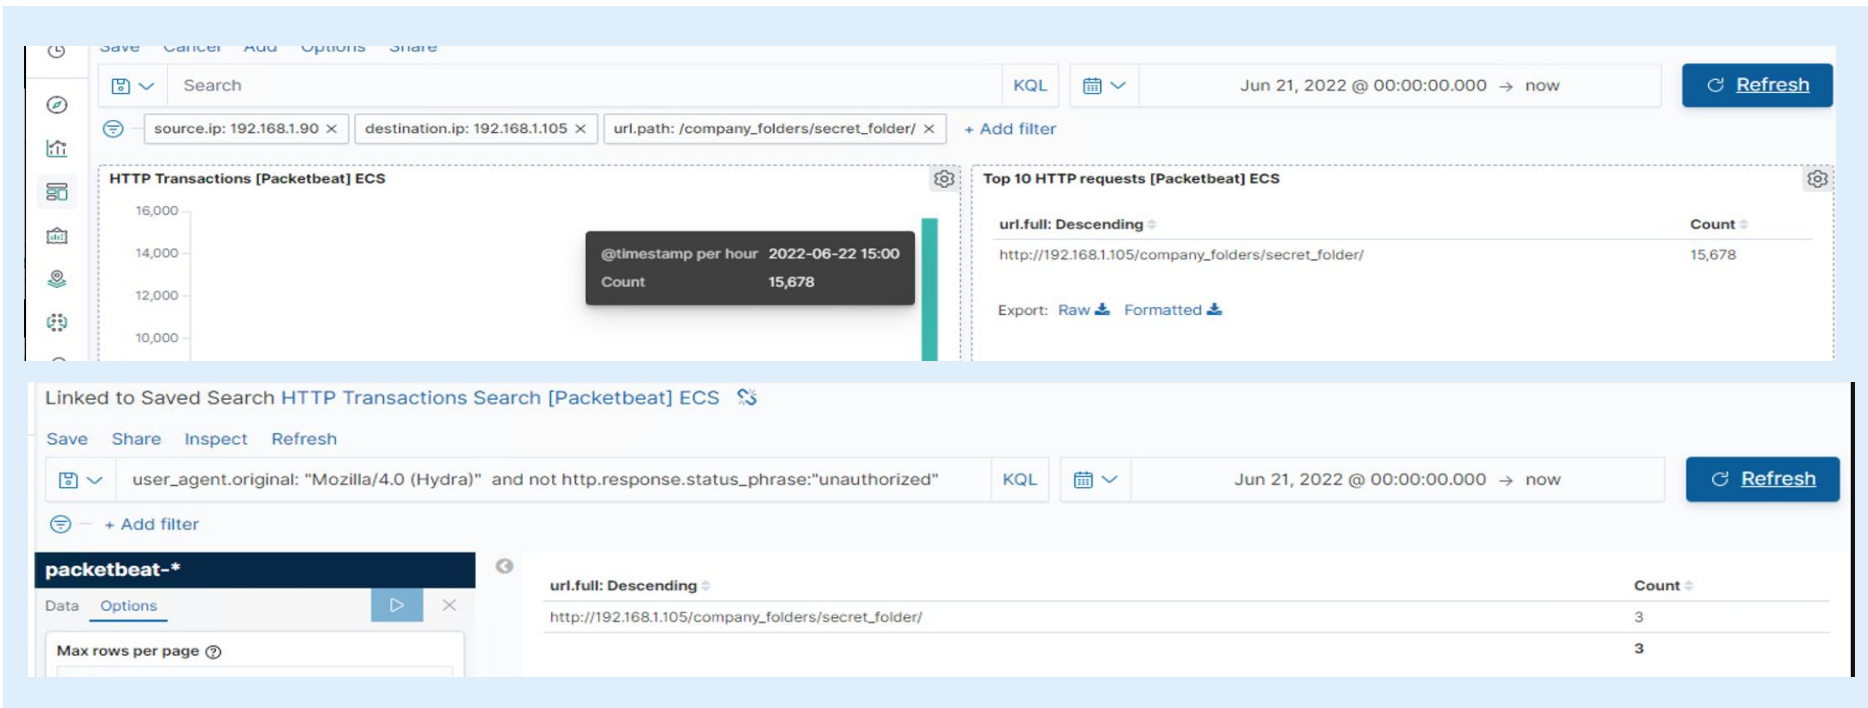 Save Cancel Add Options Share
Search KQL Jun 21, 2022 @ 00:00:00.000 → now Refresh
source.ip: 192.168.1.90 × destination.ip: 192.168.1.105 × url.path: /company_folders/secret_folder/ × + Add filter
HTTP Transactions [Packetbeat] ECS
16,000
14,000
12,000
10,000
@timestamp per hour 2022-06-22 15:00
Count 15,678
Top 10 HTTP requests [Packetbeat] ECS
url.full: Descending Count
http://192.168.1.105/company_folders/secret_folder/ 15,678
Export: Raw Formatted
Linked to Saved Search HTTP Transactions Search [Packetbeat] ECS
Save Share Inspect Refresh
user_agent.original: "Mozilla/4.0 (Hydra)" and not http.response.status_phrase:"unauthorized" KQL Jun 21, 2022 @ 00:00:00.000 → now Refresh
+ Add filter
packetbeat-*
Data Options
Max rows per page
url.full: Descending Count
http://192.168.1.105/company_folders/secret_folder/ 3
3